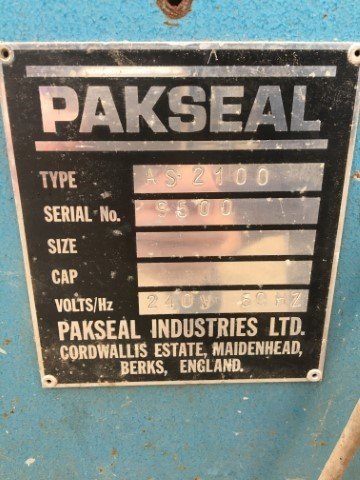 PAKSEAL
TYPE AS 2100
SERIAL No. S500
SIZE
CAP
VOLTS/Hz 240V 50HZ
PAKSEAL INDUSTRIES LTD.
CORDWALLIS ESTATE, MAIDENHEAD,
BERKS, ENGLAND.